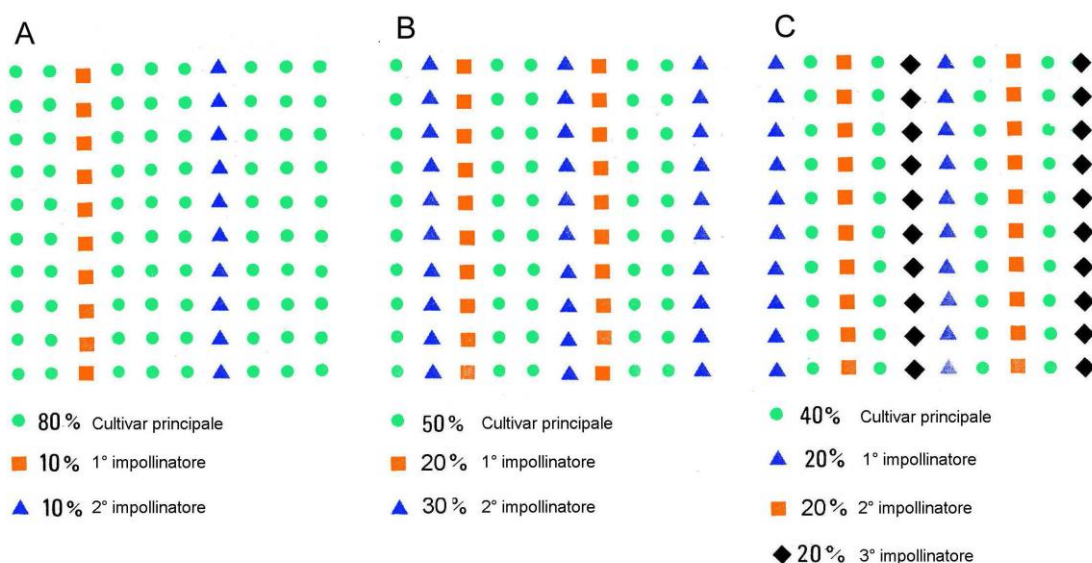 A
B
C
80% Cultivar principale
10% 1° impollinatore
10% 2° impollinatore
50% Cultivar principale
20% 1° impollinatore
30% 2° impollinatore
40% Cultivar principale
20% 1° impollinatore
20% 2° impollinatore
20% 3° impollinatore